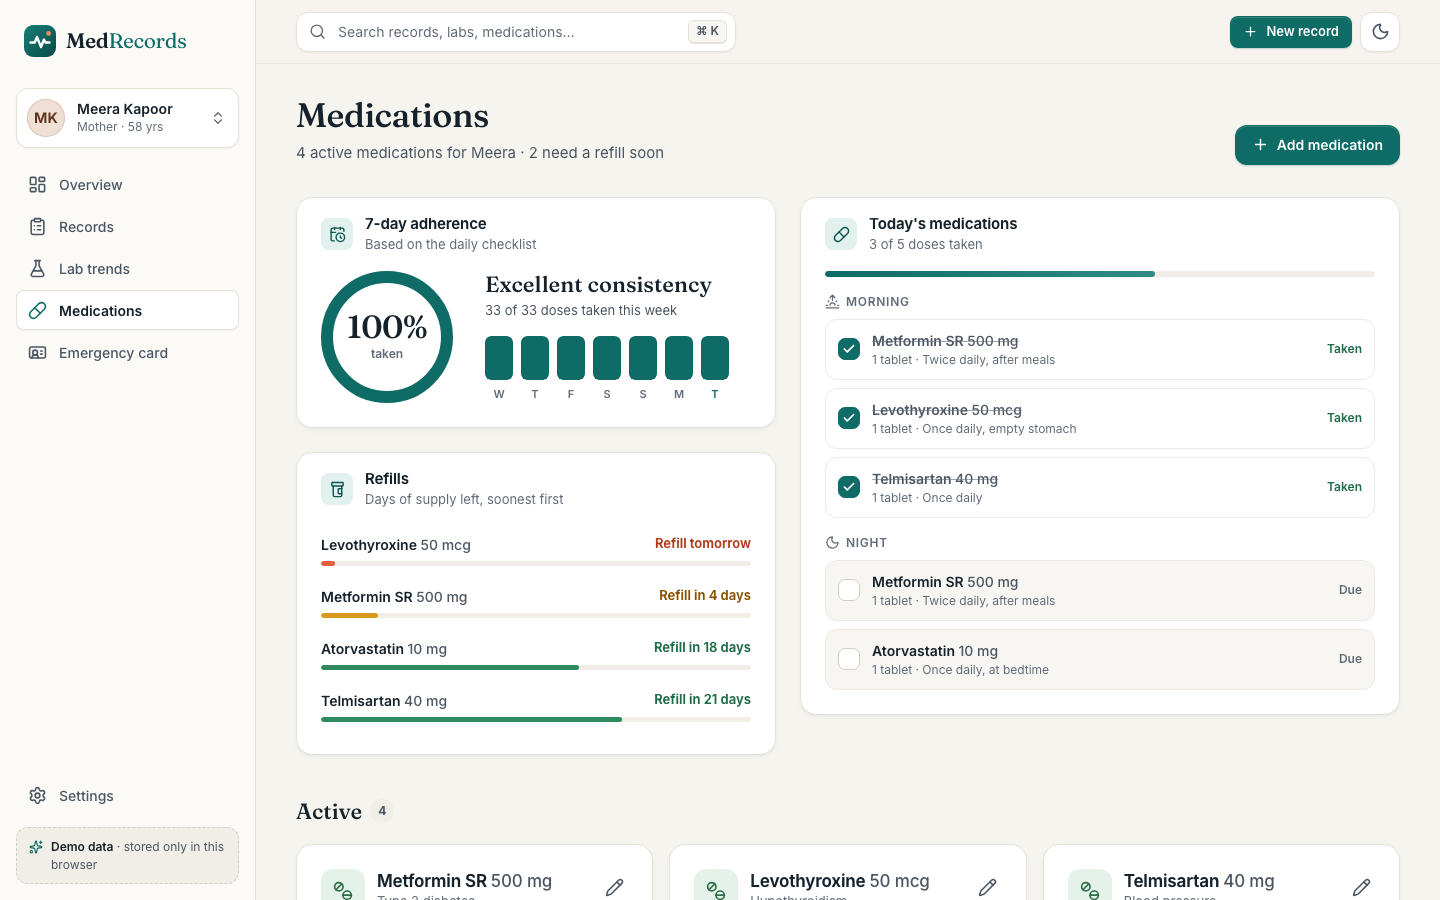 MedRecords
Search records, labs, medications...
⌘ K
New record
MK
Meera Kapoor
Mother · 58 yrs
Overview
Records
Lab trends
Medications
Emergency card
Settings
Demo data · stored only in this
browser
Medications
4 active medications for Meera · 2 need a refill soon
Add medication
7-day adherence
Based on the daily checklist
100%
taken
Excellent consistency
33 of 33 doses taken this week
W T F S S M T
Refills
Days of supply left, soonest first
Levothyroxine 50 mcg
Refill tomorrow
Metformin SR 500 mg
Refill in 4 days
Atorvastatin 10 mg
Refill in 18 days
Telmisartan 40 mg
Refill in 21 days
Today's medications
3 of 5 doses taken
MORNING
Metformin SR 500 mg
1 tablet · Twice daily, after meals
Taken
Levothyroxine 50 mcg
1 tablet · Once daily, empty stomach
Taken
Telmisartan 40 mg
1 tablet · Once daily
Taken
NIGHT
Metformin SR 500 mg
1 tablet · Twice daily, after meals
Due
Atorvastatin 10 mg
1 tablet · Once daily, at bedtime
Due
Active 4
Metformin SR 500 mg
Type 2 diabetes
Levothyroxine 50 mcg
Hypothyroidism
Telmisartan 40 mg
Blood pressure